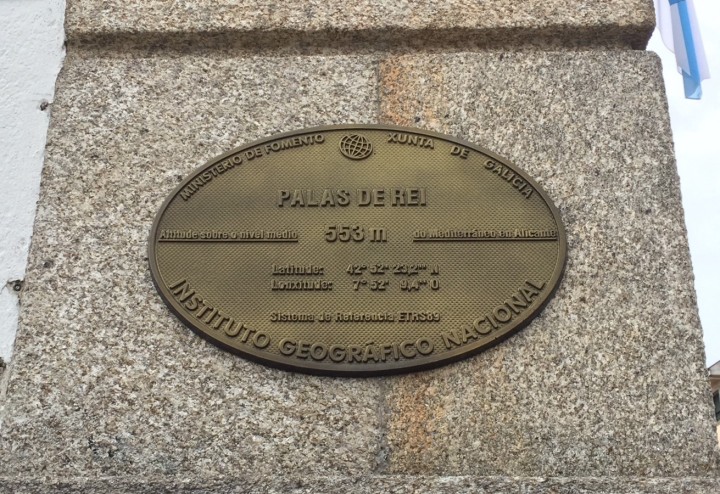 MINISTERIO DE FOMENTO XUNTA DE GALICIA
PALAS DE REI
Altitude sobre o nivel medio 553 m do Mediterráneo en Alicante
Latitude: 42° 52' 23,2'' N
Lonxitude: 7° 52' 9,4'' O
Sistema de Referencia ETRS89
INSTITUTO GEOGRÁFICO NACIONAL